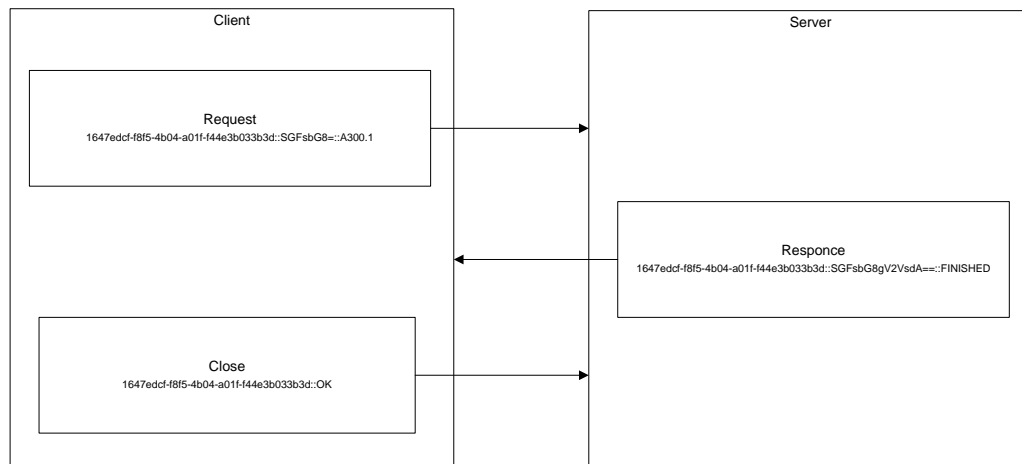 Client
Server
Request
1647edcf-f8f5-4b04-a01f-f44e3b033b3d::SGFsbG8=::A300.1
Responce
1647edcf-f8f5-4b04-a01f-f44e3b033b3d::SGFsbG8gV2VsdA==::FINISHED
Close
1647edcf-f8f5-4b04-a01f-f44e3b033b3d::OK